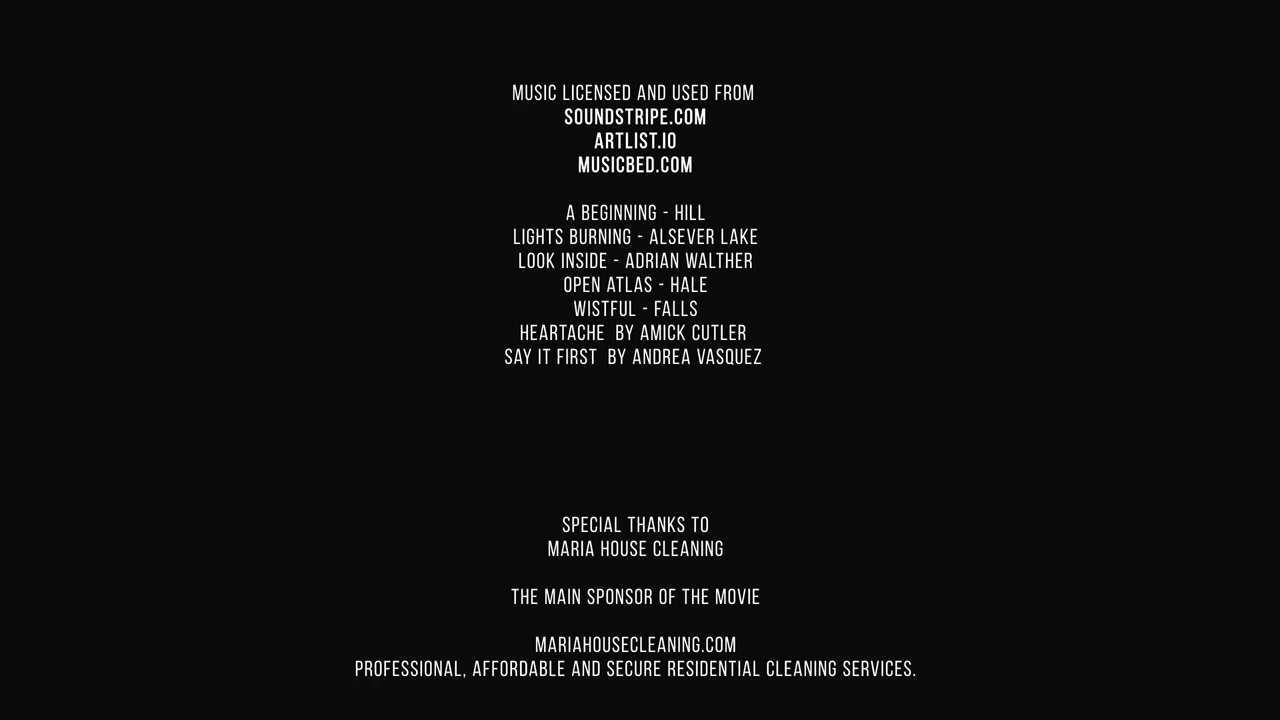 MUSIC LICENSED AND USED FROM
SOUNDSTRIPE.COM
ARTLIST.IO
MUSICBED.COM
A BEGINNING - HILL
LIGHTS BURNING - ALSEVER LAKE
LOOK INSIDE - ADRIAN WALTHER
OPEN ATLAS - HALE
WISTFUL - FALLS
HEARTACHE  BY AMICK CUTLER
SAY IT FIRST  BY ANDREA VASQUEZ
SPECIAL THANKS TO
MARIA HOUSE CLEANING
THE MAIN SPONSOR OF THE MOVIE
MARIAHOUSECLEANING.COM
PROFESSIONAL, AFFORDABLE AND SECURE RESIDENTIAL CLEANING SERVICES.